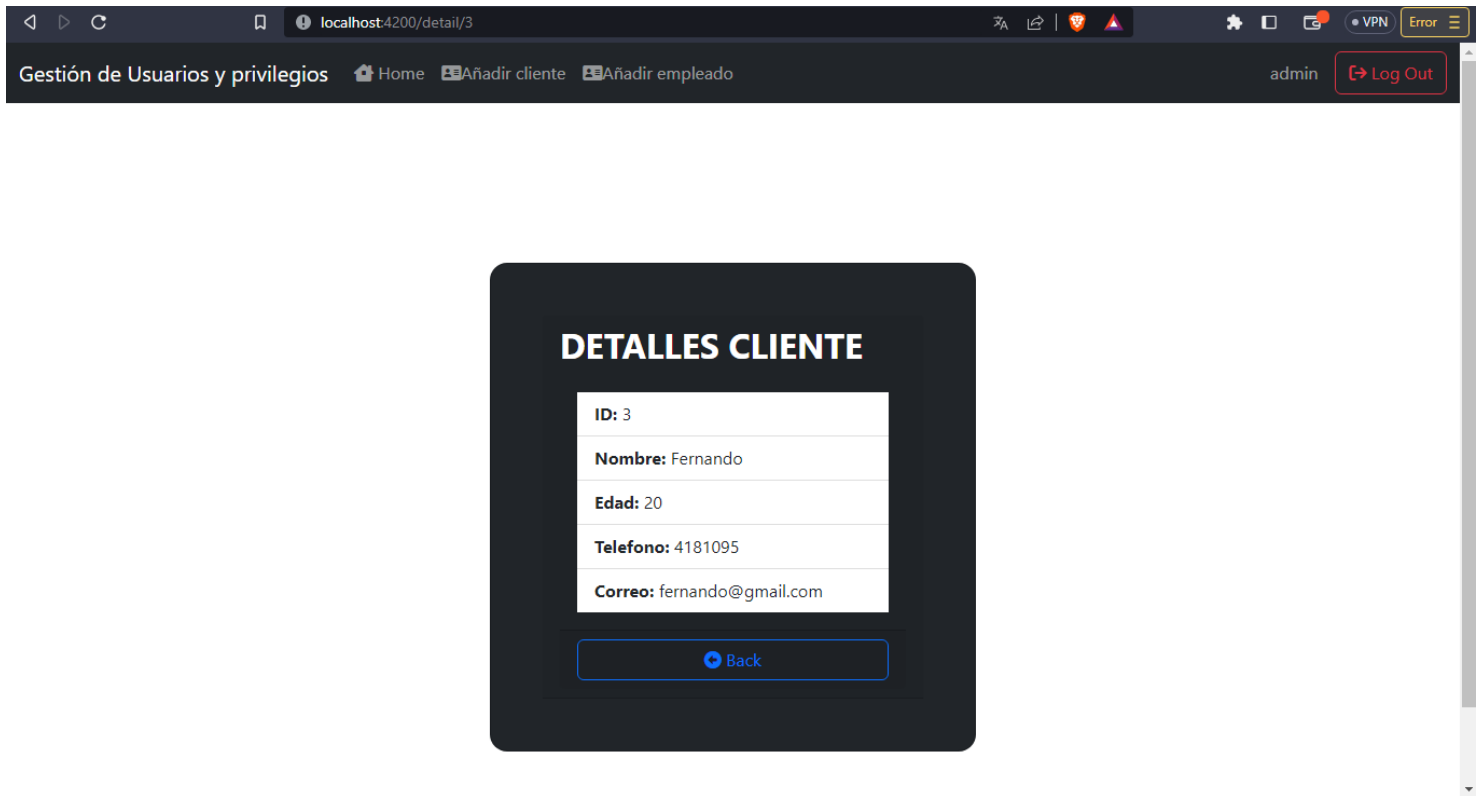 localhost:4200/detail/3 VPN Error
Gestión de Usuarios y privilegios Home Añadir cliente Añadir empleado admin Log Out
DETALLES CLIENTE
ID: 3
Nombre: Fernando
Edad: 20
Telefono: 4181095
Correo: fernando@gmail.com
Back